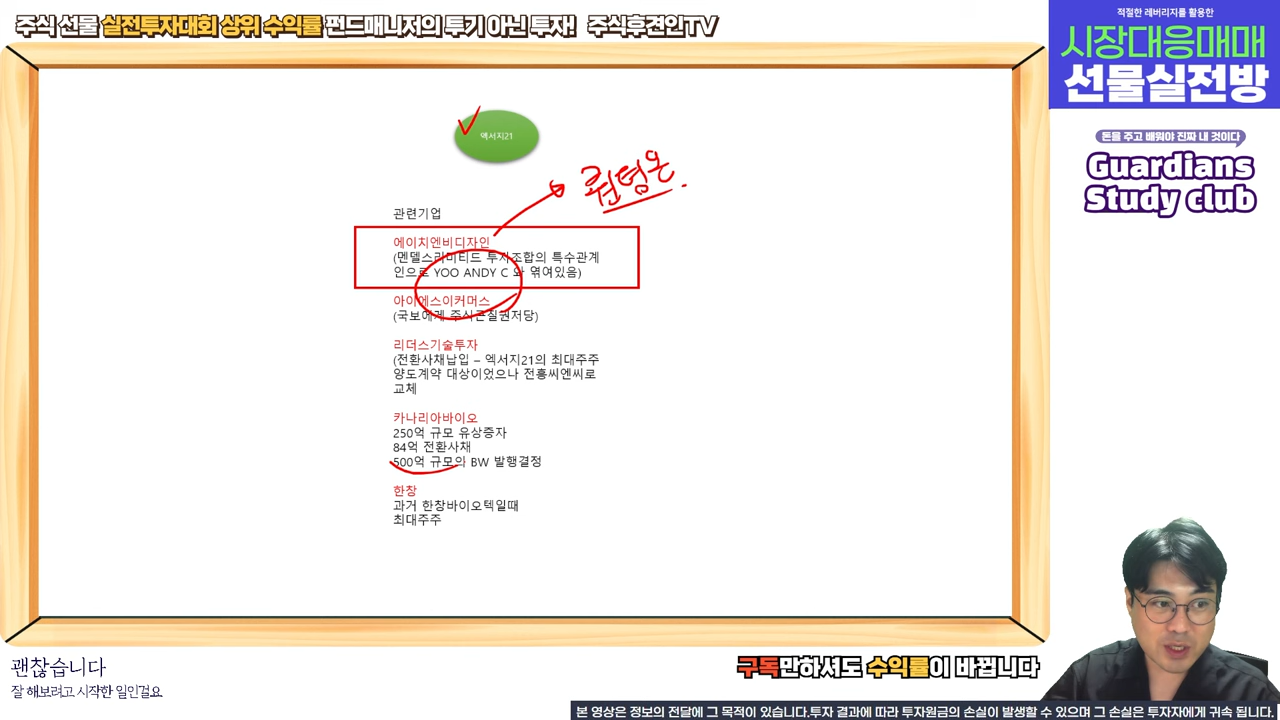 주식 선물 실전투자대회 상위 수익률 펀드매니저의 투기 아닌 투자! 주식후견인TV
적절한 레버리지를 활용한
시장대응매매
선물실전방
돈을 주고 배워야 진짜 내 것이다
Guardians
Study club
엑서지21
퀀텀온.
관련기업
에이치엔비디자인
(멘델스리미티드 투자조합의 특수관계
인으로 YOO ANDY C 와 엮여있음)
아이에스이커머스
(국보에게 주식근질권저당)
리더스기술투자
(전환사채납입 – 엑서지21의 최대주주
양도계약 대상이었으나 전흥씨엔씨로
교체
카나리아바이오
250억 규모 유상증자
84억 전환사채
500억 규모의 BW 발행결정
한창
과거 한창바이오텍일때
최대주주
괜찮습니다
잘 해보려고 시작한 일인걸요
구독만하셔도 수익률이 바뀝니다
본 영상은 정보의 전달에 그 목적이 있습니다.투자 결과에 따라 투자원금의 손실이 발생할 수 있으며 그 손실은 투자자에게 귀속 됩니다.